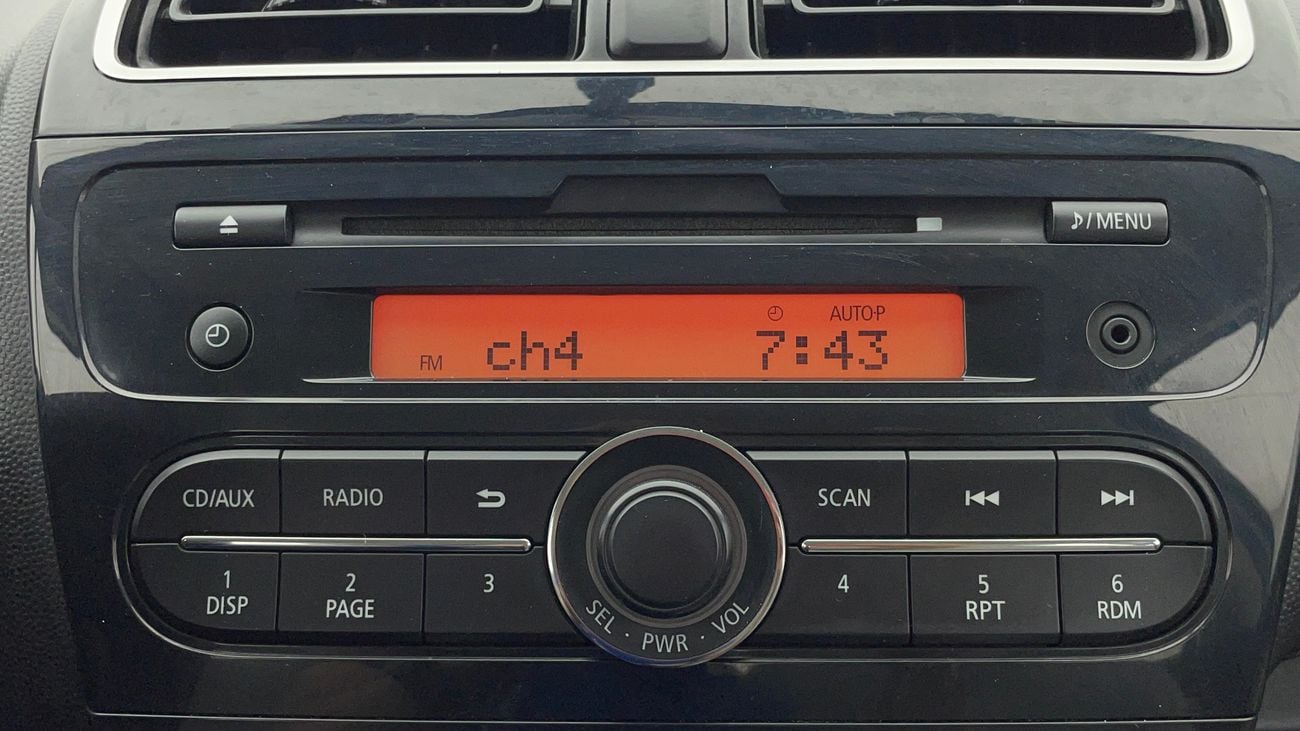 ♪/MENU
AUTO-P
FM ch4 7:43
CD/AUX RADIO SCAN
1 2 3 4 5 6
DISP PAGE RPT RDM
SEL · PWR · VOL